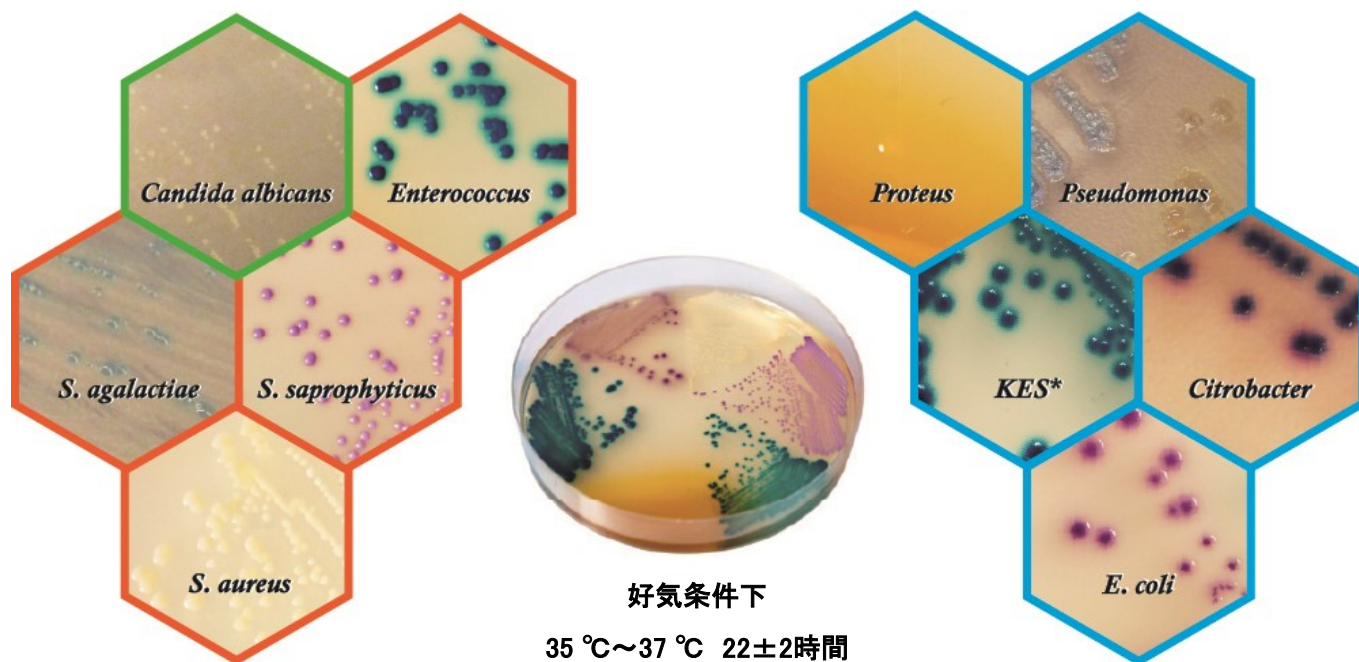 Candida albicans
Enterococcus
Proteus
Pseudomonas
S. agalactiae
S. saprophyticus
KES*
Citrobacter
S. aureus
E. coli
好気条件下
35 ℃～37 ℃ 22±2時間